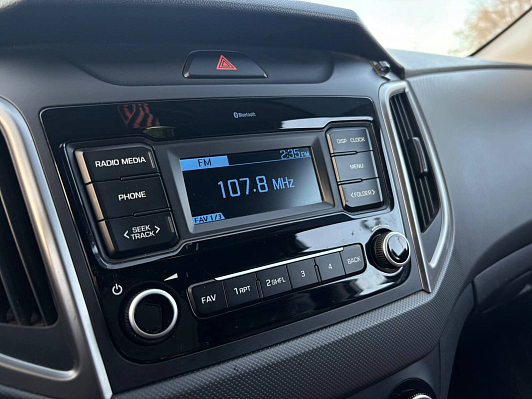 Bluetooth
RADIO MEDIA
PHONE
< SEEK
TRACK >
FM
2:35PM
107.8 MHz
FAV 1/1
DISP CLOCK
MENU
<FOLDER>
FAV
1 RPT
2 SHFL
3
4
BACK